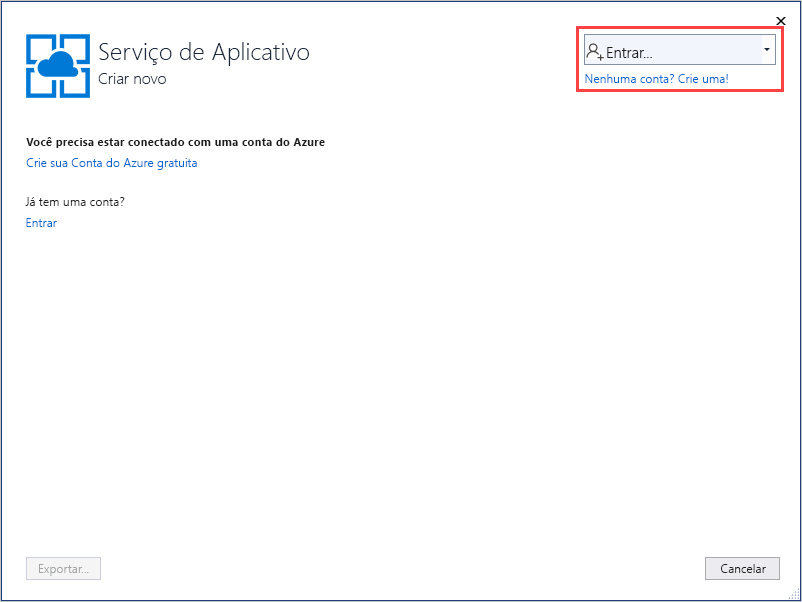 Serviço de Aplicativo
Criar novo
Entrar...
Nenhuma conta? Crie uma!
Você precisa estar conectado com uma conta do Azure
Crie sua Conta do Azure gratuita
Já tem uma conta?
Entrar
Exportar...
Cancelar